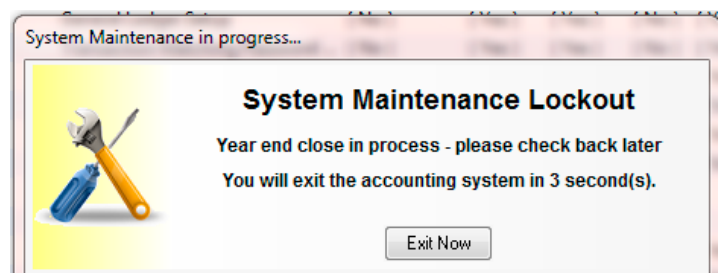 System Maintenance in progress...
System Maintenance Lockout
Year end close in process - please check back later
You will exit the accounting system in 3 second(s).
Exit Now